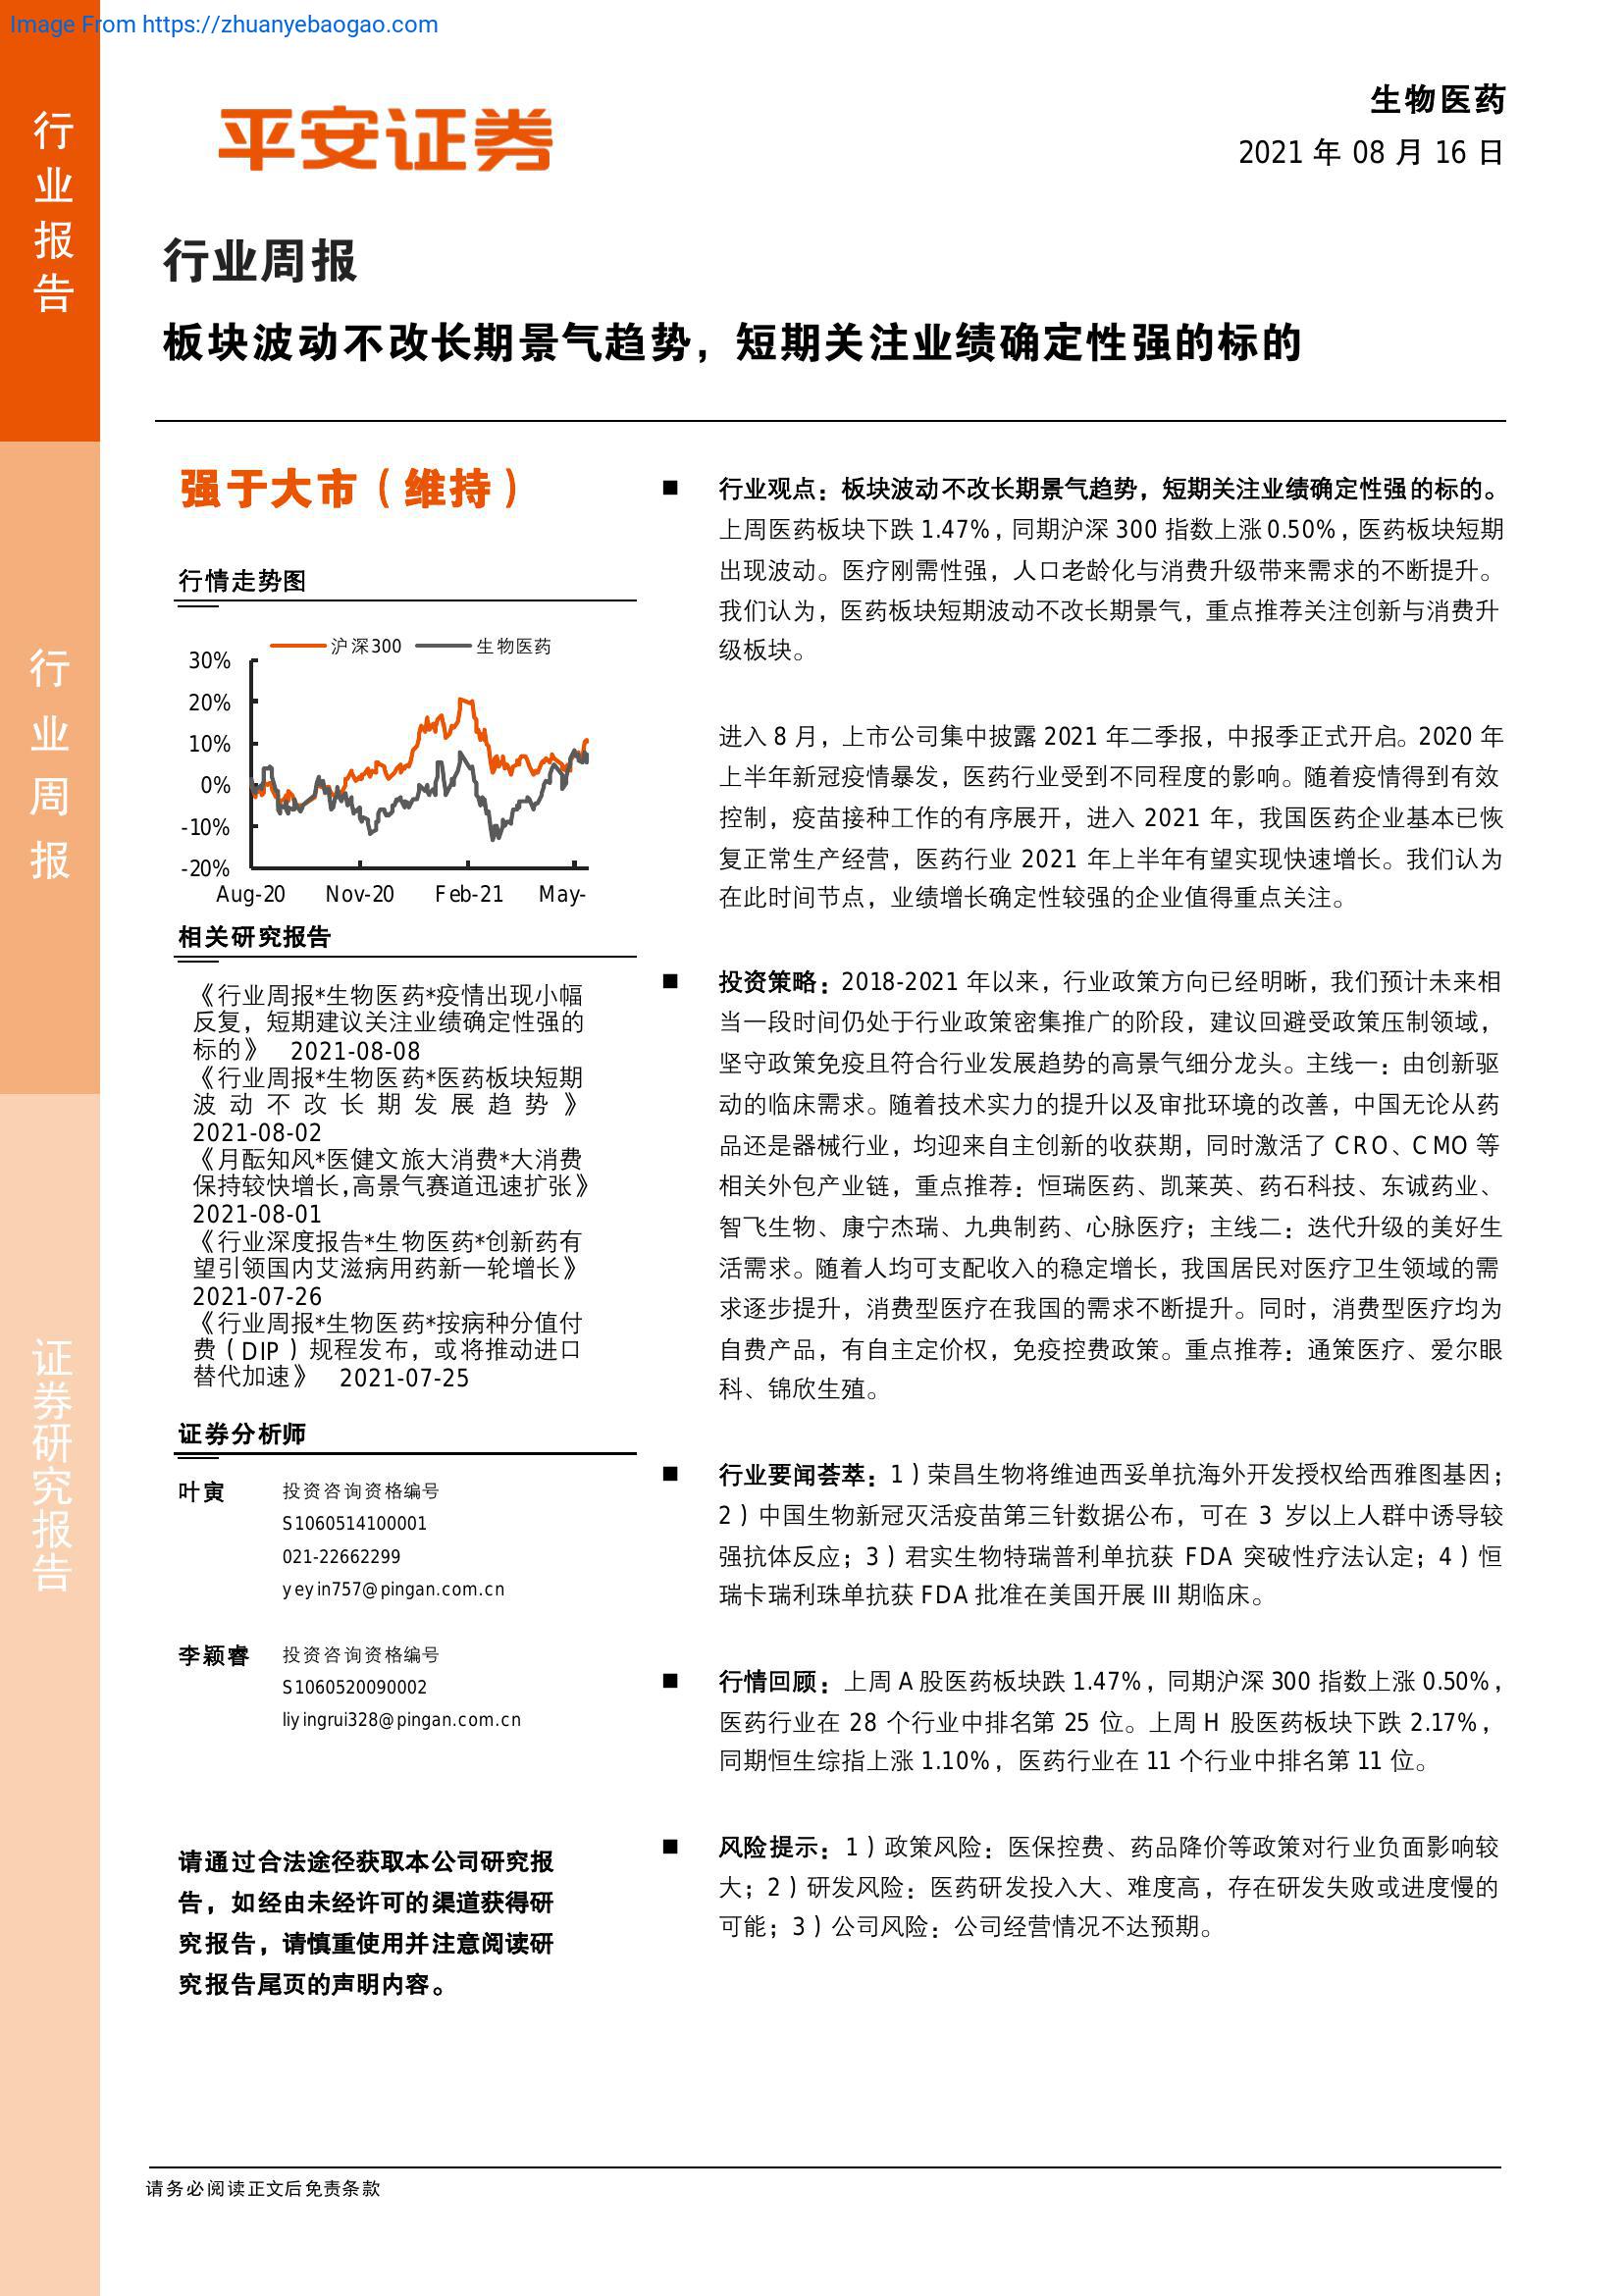 Image From https://zhuanyebaogao.com
行业报告
行业周报
证券研究报告
平安证券
生物医药
2021 年 08 月 16 日
行业周报
板块波动不改长期景气趋势，短期关注业绩确定性强的标的
强于大市（维持）
行情走势图
沪深300 生物医药
30%
20%
10%
0%
-10%
-20%
Aug-20 Nov-20 Feb-21 May-
相关研究报告
《行业周报*生物医药*疫情出现小幅
反复，短期建议关注业绩确定性强的
标的》 2021-08-08
《行业周报*生物医药*医药板块短期
波动不改长期发展趋势》
2021-08-02
《月酝知风*医健文旅大消费*大消费
保持较快增长,高景气赛道迅速扩张》
2021-08-01
《行业深度报告*生物医药*创新药有
望引领国内艾滋病用药新一轮增长》
2021-07-26
《行业周报*生物医药*按病种分值付
费（DIP）规程发布，或将推动进口
替代加速》 2021-07-25
证券分析师
叶寅 投资咨询资格编号
S1060514100001
021-22662299
yeyin757@pingan.com.cn
李颖睿 投资咨询资格编号
S1060520090002
liyingrui328@pingan.com.cn
请通过合法途径获取本公司研究报
告，如经由未经许可的渠道获得研
究报告，请慎重使用并注意阅读研
究报告尾页的声明内容。
■ 行业观点：板块波动不改长期景气趋势，短期关注业绩确定性强的标的。
上周医药板块下跌 1.47%，同期沪深 300 指数上涨 0.50%，医药板块短期
出现波动。医疗刚需性强，人口老龄化与消费升级带来需求的不断提升。
我们认为，医药板块短期波动不改长期景气，重点推荐关注创新与消费升
级板块。
进入 8 月，上市公司集中披露 2021 年二季报，中报季正式开启。2020 年
上半年新冠疫情暴发，医药行业受到不同程度的影响。随着疫情得到有效
控制，疫苗接种工作的有序展开，进入 2021 年，我国医药企业基本已恢
复正常生产经营，医药行业 2021 年上半年有望实现快速增长。我们认为
在此时间节点，业绩增长确定性较强的企业值得重点关注。
■ 投资策略：2018-2021 年以来，行业政策方向已经明晰，我们预计未来相
当一段时间仍处于行业政策密集推广的阶段，建议回避受政策压制领域，
坚守政策免疫且符合行业发展趋势的高景气细分龙头。主线一：由创新驱
动的临床需求。随着技术实力的提升以及审批环境的改善，中国无论从药
品还是器械行业，均迎来自主创新的收获期，同时激活了 CRO、CMO 等
相关外包产业链，重点推荐：恒瑞医药、凯莱英、药石科技、东诚药业、
智飞生物、康宁杰瑞、九典制药、心脉医疗；主线二：迭代升级的美好生
活需求。随着人均可支配收入的稳定增长，我国居民对医疗卫生领域的需
求逐步提升，消费型医疗在我国的需求不断提升。同时，消费型医疗均为
自费产品，有自主定价权，免疫控费政策。重点推荐：通策医疗、爱尔眼
科、锦欣生殖。
■ 行业要闻荟萃：1）荣昌生物将维迪西妥单抗海外开发授权给西雅图基因；
2）中国生物新冠灭活疫苗第三针数据公布，可在 3 岁以上人群中诱导较
强抗体反应；3）君实生物特瑞普利单抗获 FDA 突破性疗法认定；4）恒
瑞卡瑞利珠单抗获 FDA 批准在美国开展 III 期临床。
■ 行情回顾：上周 A 股医药板块跌 1.47%，同期沪深 300 指数上涨 0.50%，
医药行业在 28 个行业中排名第 25 位。上周 H 股医药板块下跌 2.17%，
同期恒生综指上涨 1.10%，医药行业在 11 个行业中排名第 11 位。
■ 风险提示：1）政策风险：医保控费、药品降价等政策对行业负面影响较
大；2）研发风险：医药研发投入大、难度高，存在研发失败或进度慢的
可能；3）公司风险：公司经营情况不达预期。
请务必阅读正文后免责条款